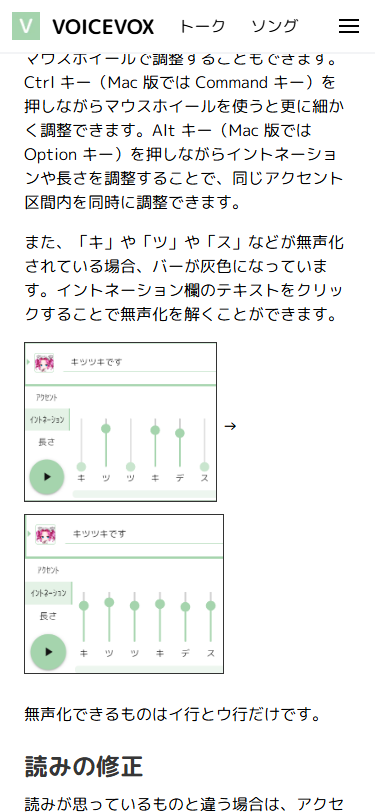 V VOICEVOX トーク ソング
マウスホイールで調整することもできます。
Ctrl キー（Mac 版では Command キー）を
押しながらマウスホイールを使うと更に細か
く調整できます。Alt キー（Mac 版では
Option キー）を押しながらイントネーショ
ンや長さを調整することで、同じアクセント
区間内を同時に調整できます。
また、「キ」や「ツ」や「ス」などが無声化
されている場合、バーが灰色になっていま
す。イントネーション欄のテキストをクリッ
クすることで無声化を解くことができます。
キツツキです
アクセント
イントネーション
長さ
キ ツ ツ キ デ ス
→
キツツキです
アクセント
イントネーション
長さ
キ ツ ツ キ デ ス
無声化できるものはイ行とウ行だけです。
読みの修正
読みが思っているものと違う場合は、アクセ